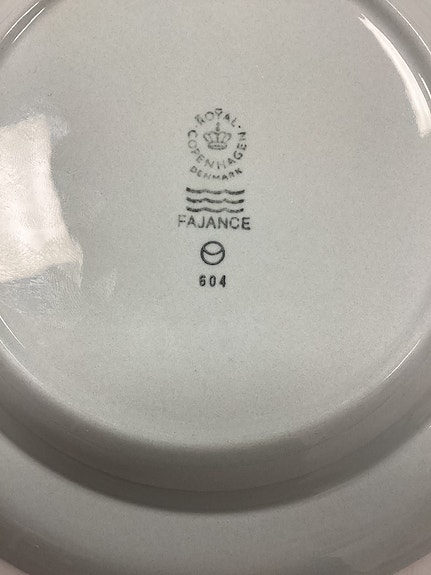 ROYAL
COPENHAGEN
DENMARK
FAJANCE
604